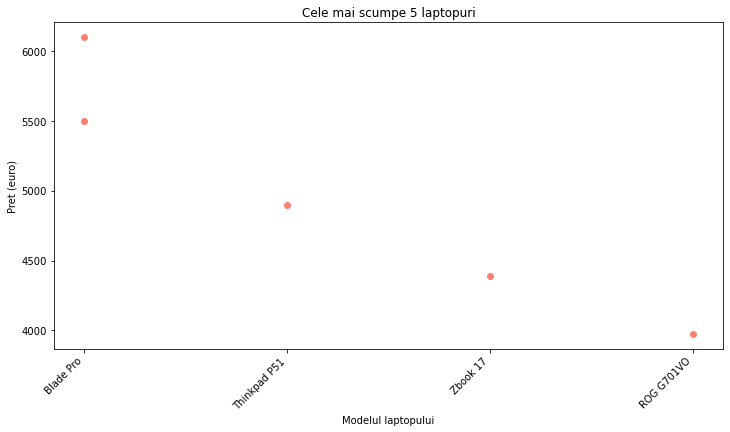 Cele mai scumpe 5 laptopuri
Pret (euro)
6000
5500
5000
4500
4000
Blade Pro
Thinkpad P51
Zbook 17
ROG G701VO
Modelul laptopului